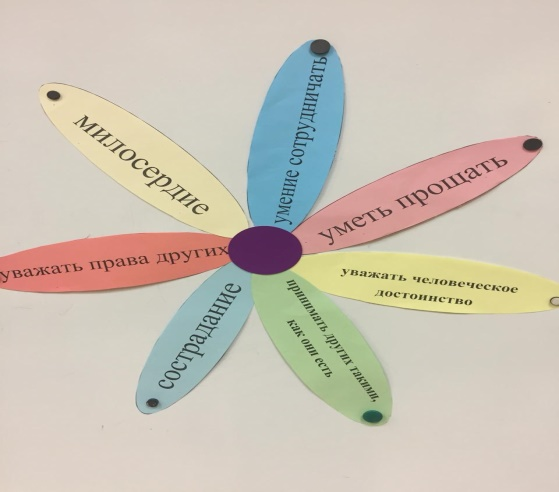 милосердие
умение сотрудничать
уметь прощать
уважать человеческое
достоинство
принимать других такими,
как они есть
сострадание
уважать права других